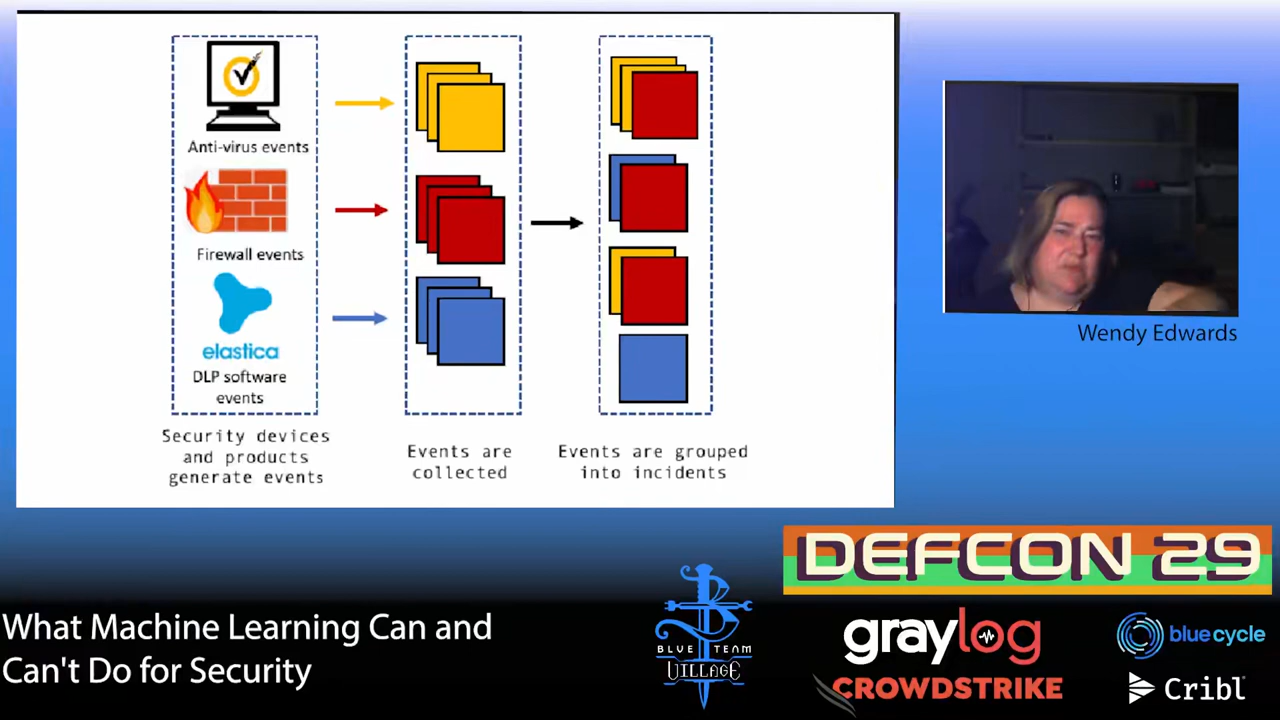 Anti-virus events
Firewall events
elastica
DLP software
events
Security devices
and products
generate events
Events are
collected
Events are grouped
into incidents
Wendy Edwards
DEFCON 29
What Machine Learning Can and
Can't Do for Security
BLUE TEAM
VILLAGE
graylog
CROWDSTRIKE
bluecycle
Cribl